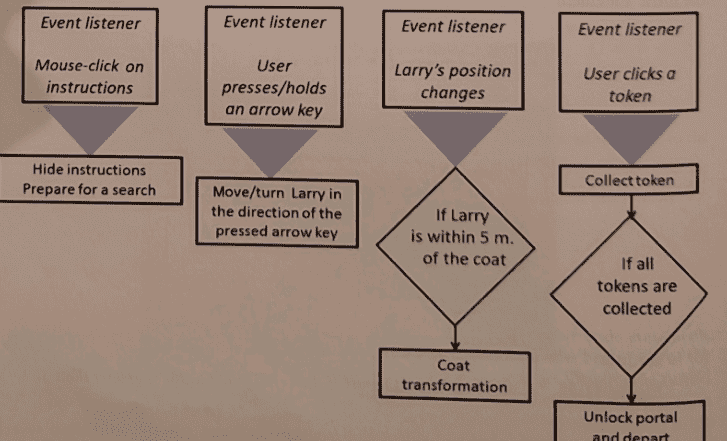 Event listener
Mouse-click on
instructions
Hide instructions
Prepare for a search
Event listener
User
presses/holds
an arrow key
Move/turn Larry in
the direction of the
pressed arrow key
Event listener
Larry's position
changes
If Larry
is within 5 m.
of the coat
Coat
transformation
Event listener
User clicks a
token
Collect token
If all
tokens are
collected
Unlock portal
and depart